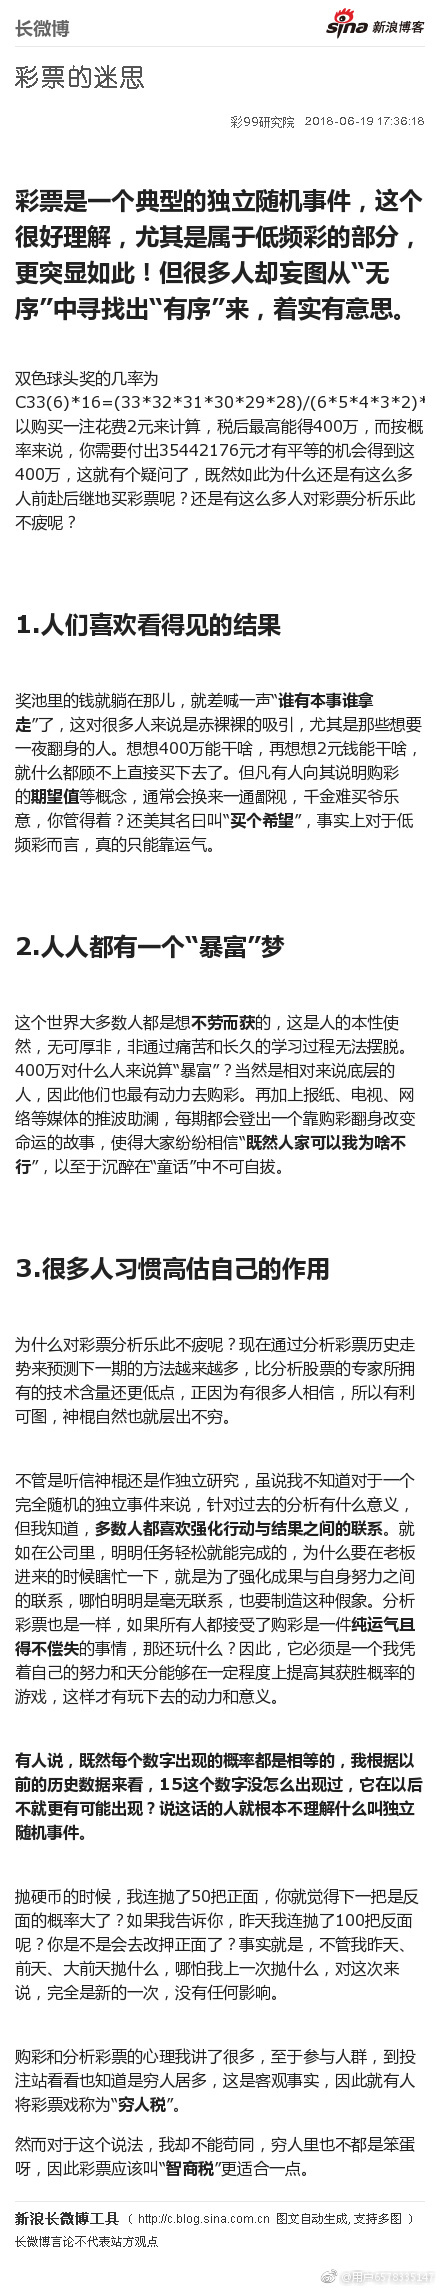 长微博
sina 新浪博客
彩票的迷思
彩99研究院 2018-06-19 17:36:18
彩票是一个典型的独立随机事件，这个
很好理解，尤其是属于低频彩的部分，
更突显如此！但很多人却妄图从“无
序”中寻找出“有序”来，着实有意思。
双色球头奖的几率为
C33(6)*16=(33*32*31*30*29*28)/(6*5*4*3*2)*
以购买一注花费2元来计算，税后最高能得400万，而按概
率来说，你需要付出35442176元才有平等的机会得到这
400万，这就有个疑问了，既然如此为什么还是有这么多
人前赴后继地买彩票呢？还是有这么多人对彩票分析乐此
不疲呢？
1.人们喜欢看得见的结果
奖池里的钱就躺在那儿，就差喊一声“谁有本事谁拿
走”了，这对很多人来说是赤裸裸的吸引，尤其是那些想要
一夜翻身的人。想想400万能干啥，再想想2元钱能干啥，
就什么都顾不上直接买下去了。但凡有人向其说明购彩
的期望值等概念，通常会换来一通鄙视，千金难买爷乐
意，你管得着？还美其名曰叫“买个希望”，事实上对于低
频彩而言，真的只能靠运气。
2.人人都有一个“暴富”梦
这个世界大多数人都是想不劳而获的，这是人的本性使
然，无可厚非，非通过痛苦和长久的学习过程无法摆脱。
400万对什么人来说算“暴富”？当然是相对来说底层的
人，因此他们也最有动力去购彩。再加上报纸、电视、网
络等媒体的推波助澜，每期都会登出一个靠购彩翻身改变
命运的故事，使得大家纷纷相信“既然人家可以我为啥不
行”，以至于沉醉在“童话”中不可自拔。
3.很多人习惯高估自己的作用
为什么对彩票分析乐此不疲呢？现在通过分析彩票历史走
势来预测下一期的方法越来越多，比分析股票的专家所拥
有的技术含量还更低点，正因为有很多人相信，所以有利
可图，神棍自然也就层出不穷。
不管是听信神棍还是作独立研究，虽说我不知道对于一个
完全随机的独立事件来说，针对过去的分析有什么意义，
但我知道，多数人都喜欢强化行动与结果之间的联系。就
如在公司里，明明任务轻松就能完成的，为什么要在老板
进来的时候瞎忙一下，就是为了强化成果与自身努力之间
的联系，哪怕明明是毫无联系，也要制造这种假象。分析
彩票也是一样，如果所有人都接受了购彩是一件纯运气且
得不偿失的事情，那还玩什么？因此，它必须是一个我凭
着自己的努力和天分能够在一定程度上提高其获胜概率的
游戏，这样才有玩下去的动力和意义。
有人说，既然每个数字出现的概率都是相等的，我根据以
前的历史数据来看，15这个数字没怎么出现过，它在以后
不就更有可能出现？说这话的人就根本不理解什么叫独立
随机事件。
抛硬币的时候，我连抛了50把正面，你就觉得下一把是反
面的概率大了？如果我告诉你，昨天我连抛了100把反面
呢？你是不是会去改押正面了？事实就是，不管我昨天、
前天、大前天抛什么，哪怕我上一次抛什么，对这次来
说，完全是新的一次，没有任何影响。
购彩和分析彩票的心理我讲了很多，至于参与人群，到投
注站看看也知道是穷人居多，这是客观事实，因此就有人
将彩票戏称为“穷人税”。
然而对于这个说法，我却不能苟同，穷人里也不都是笨蛋
呀，因此彩票应该叫“智商税”更适合一点。
新浪长微博工具（ http://c.blog.sina.com.cn 图文自动生成,支持多图 ）
长微博言论不代表站方观点